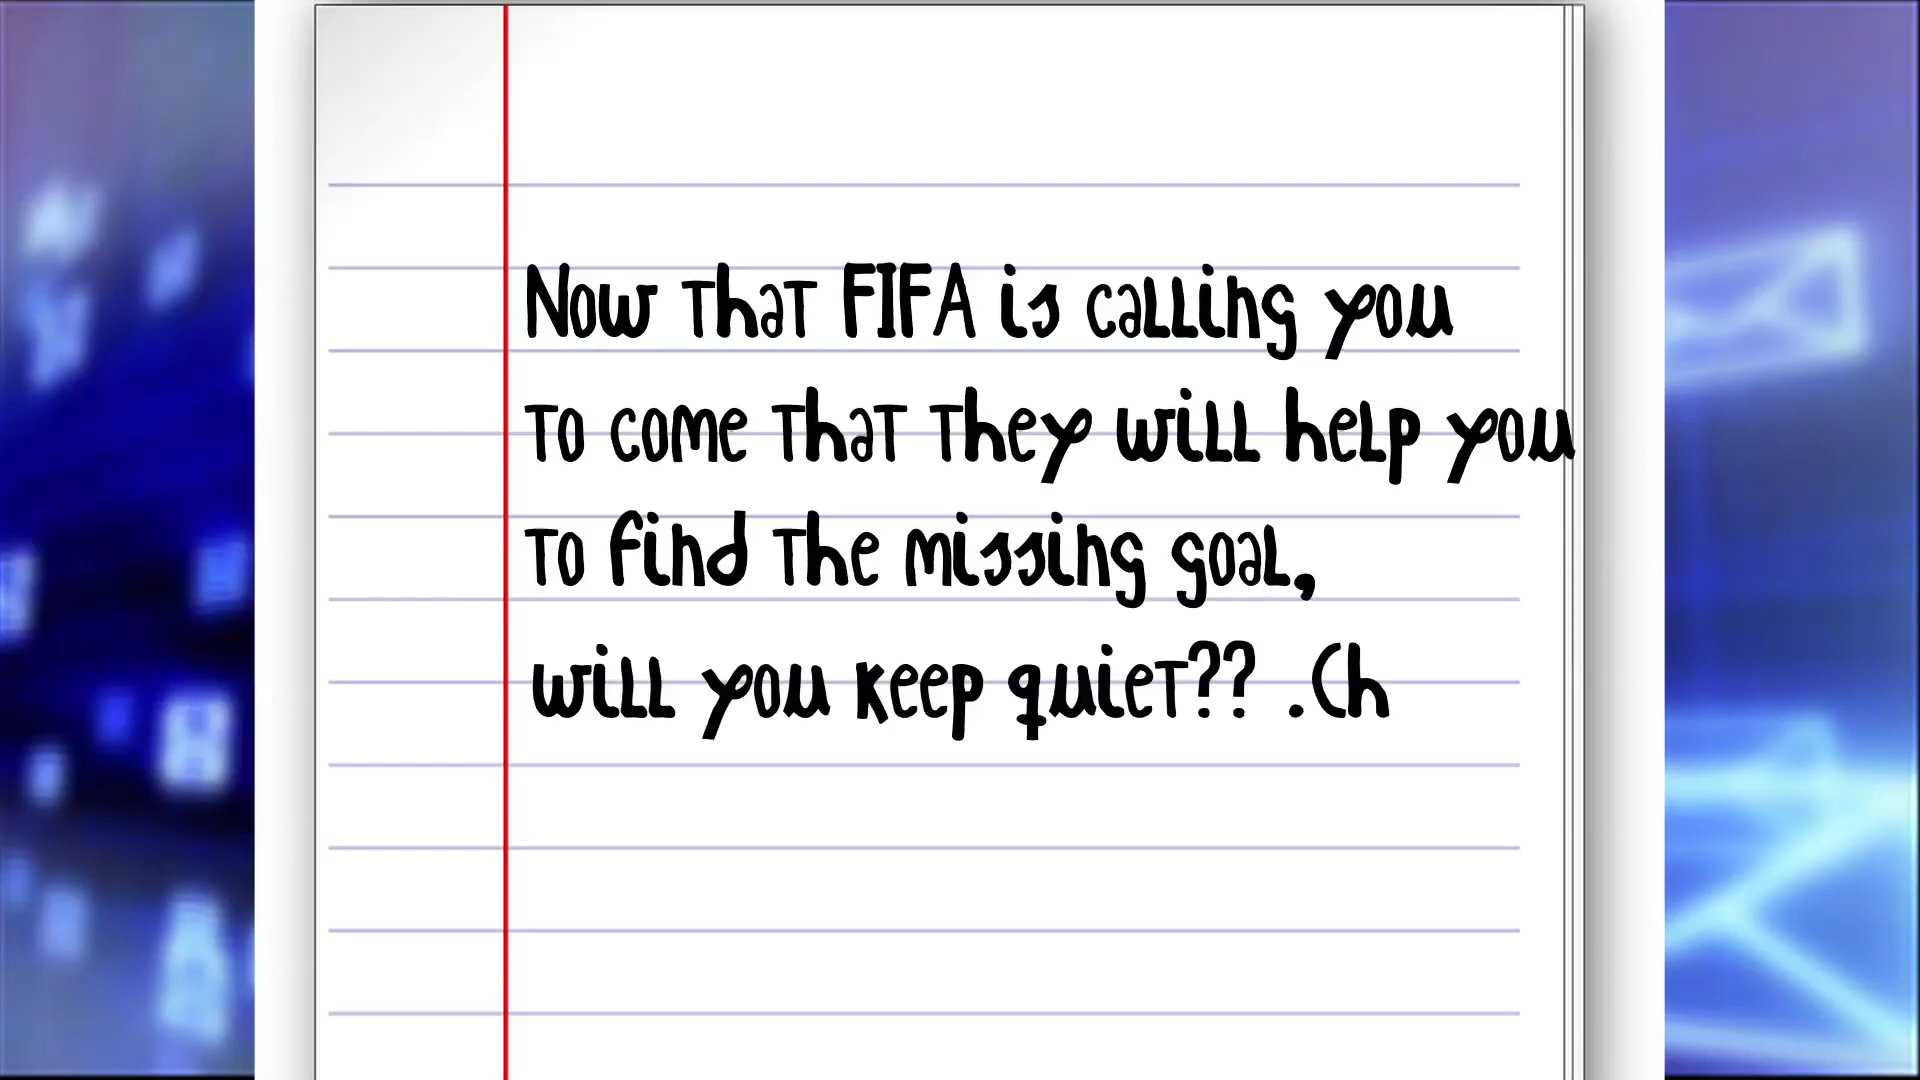 Now that FIFA is calling you
to come that they will help you
to find the missing goal,
will you keep quiet?? .Ch